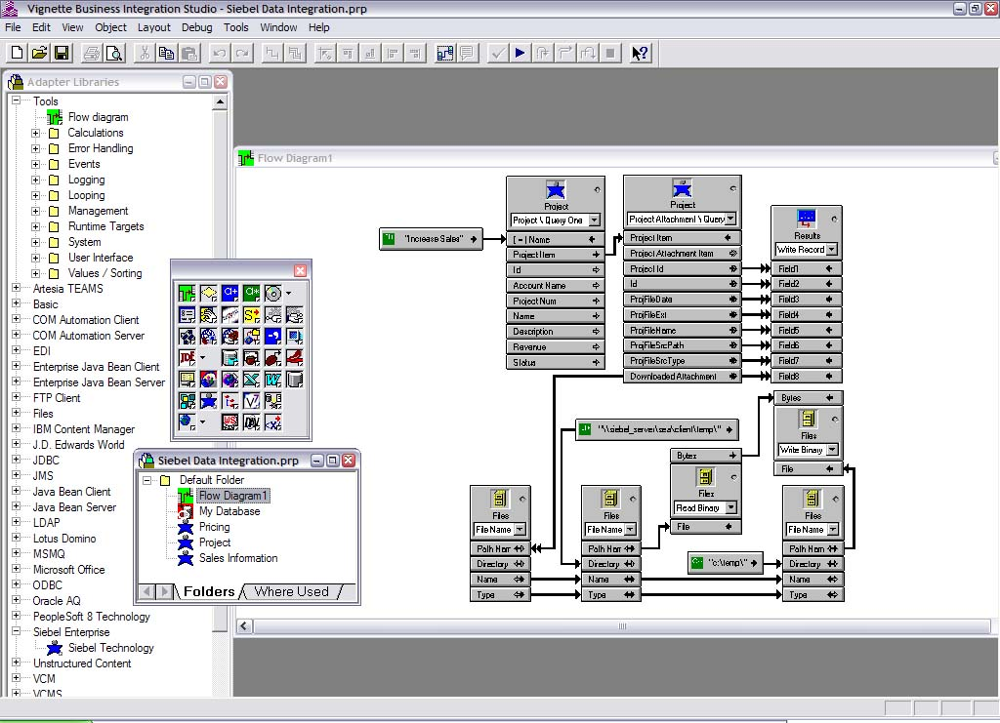 Vignette Business Integration Studio - Siebel Data Integration.prp
File Edit View Object Layout Debug Tools Window Help
Adapter Libraries
Tools
Flow diagram
Calculations
Error Handling
Events
Logging
Looping
Management
Runtime Targets
System
User Interface
Values / Sorting
Artesia TEAMS
Basic
COM Automation Client
COM Automation Server
EDI
Enterprise Java Bean Client
Enterprise Java Bean Server
FTP Client
Files
IBM Content Manager
J.D. Edwards World
JDBC
JMS
Java Bean Client
Java Bean Server
LDAP
Lotus Domino
MSMQ
Microsoft Office
ODBC
Oracle AQ
PeopleSoft 8 Technology
Siebel Enterprise
Siebel Technology
Unstructured Content
VCM
VCMS
Siebel Data Integration.prp
Default Folder
Flow Diagram1
My Database
Pricing
Project
Sales Information
Folders Where Used
Flow Diagram1
"Increase Sales"
Project
Project \ Query One
[ = ] Name
Project Item
Id
Account Name
Project Num
Name
Description
Revenue
Status
Project
Project Attachment \ Query
Project Item
Project Attachment Item
Project Id
Id
ProjFileData
ProjFileExt
ProjFileName
ProjFileSrcPath
ProjFileSrcType
Downloaded Attachment
Results
Write Record
Field1
Field2
Field3
Field4
Field5
Field6
Field7
Field8
Bytes
Files
Write Binary
File
"\\siebel_server\sea\client\temp\"
Bytes
Files
Read Binary
File
Files
File Name
Path Nam
Directory
Name
Type
Files
File Name
Path Nam
Directory
Name
Type
"c:\temp\"
Files
File Name
Path Nam
Directory
Name
Type